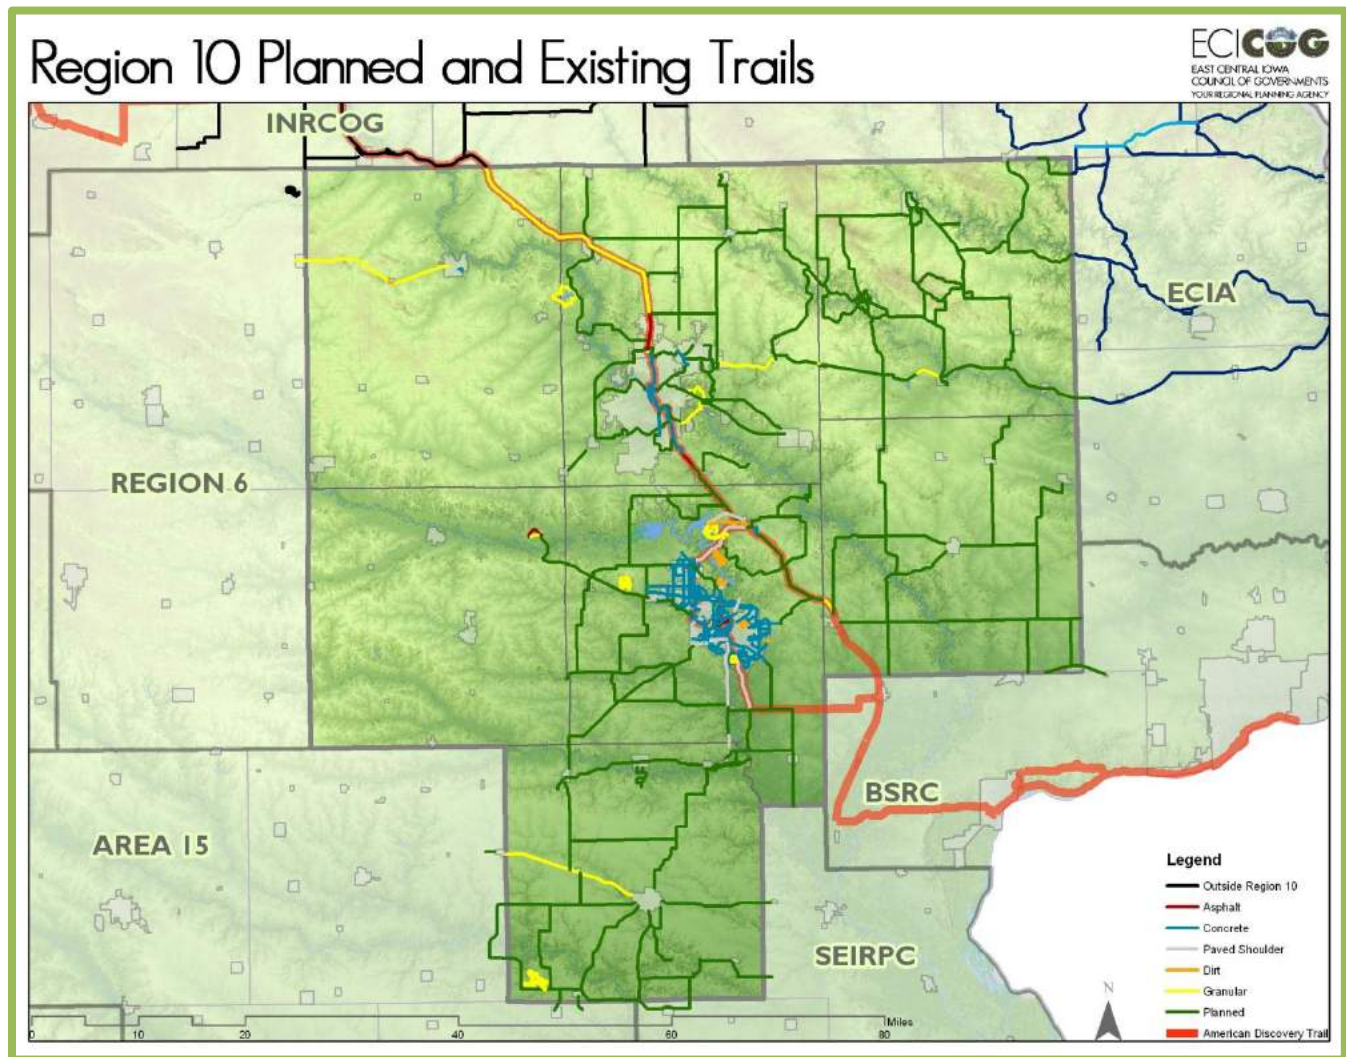 Region 10 Planned and Existing Trails
ECICOG
EAST CENTRAL IOWA
COUNCIL OF GOVERNMENTS
YOUR REGIONAL PLANNING AGENCY
INRCOG
ECIA
REGION 6
BSRC
AREA 15
SEIRPC
Legend
Outside Region 10
Asphalt
Concrete
Paved Shoulder
Dirt
Granular
Planned
American Discovery Trail
N
Miles
0 10 20 40 60 80